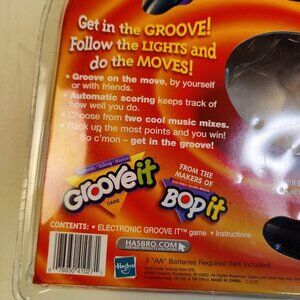 Get in the GROOVE!
Follow the LIGHTS and
do the MOVES!
• Groove on the move, by yourself
or with friends.
• Automatic scoring keeps track of
how well do you do.
• Choose from two cool music mixes.
• Rack up the most points and you win!
So c'mon – get in the groove!
Groove it
GAME
FROM THE
MAKERS OF
BOP it
CONTENTS: • ELECTRONIC GROOVE IT™ game • Instructions
HASBRO.COM
Hasbro
3 "AA" Batteries Required (Not Included)